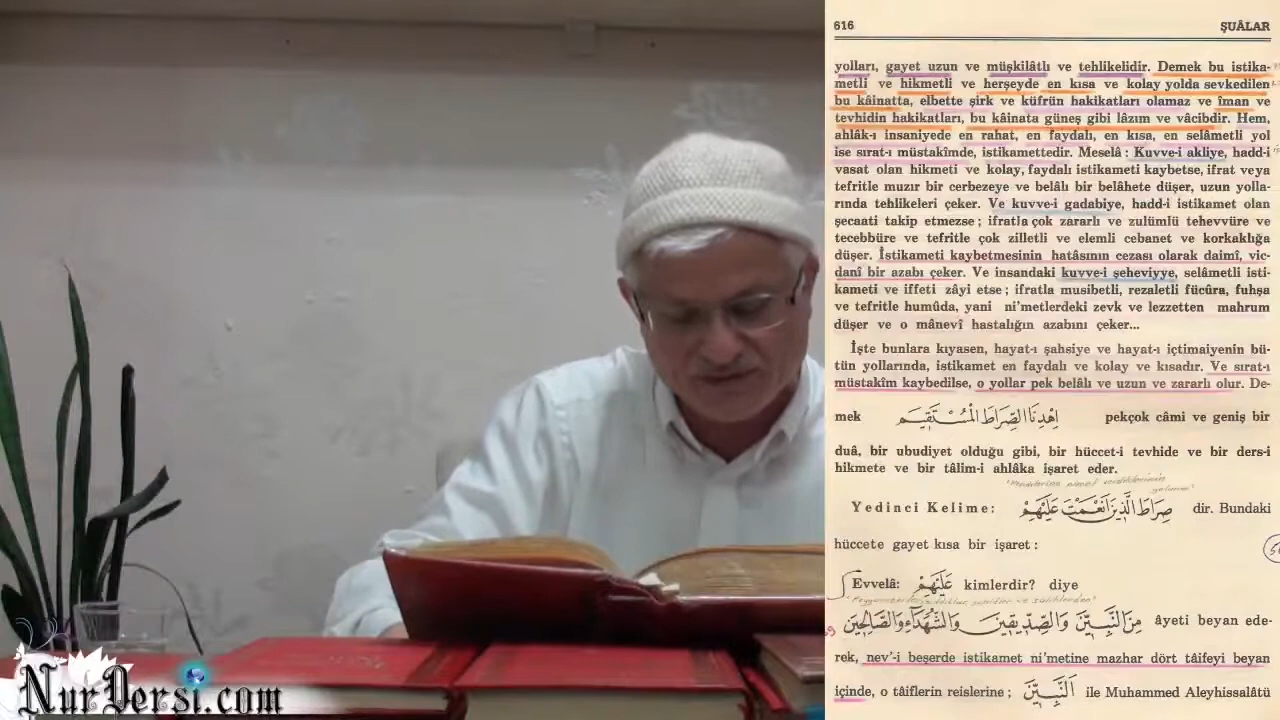 616 ŞUÂLAR
yolları, gayet uzun ve müşkilâtlı ve tehlikelidir. Demek bu istika-
metli ve hikmetli ve herşeyde en kısa ve kolay yolda sevkedilen
bu kâinatta, elbette şirk ve küfrün hakikatları olamaz ve îman ve
tevhidin hakikatları, bu kâinata güneş gibi lâzım ve vâcibdir. Hem,
ahlâk-ı insaniyede en rahat, en faydalı, en kısa, en selâmetli yol
ise sırat-ı müstakîmde, istikamettedir. Meselâ : Kuvve-i akliye, hadd-i
vasat olan hikmeti ve kolay, faydalı istikameti kaybetse, ifrat veya
tefritle muzır bir cerbezeye ve belâlı bir belâhete düşer, uzun yolla-
rında tehlikeleri çeker. Ve kuvve-i gadabiye, hadd-i istikamet olan
şecaati takip etmezse ; ifratla çok zararlı ve zulümlü tehevvüre ve
tecebbüre ve tefritle çok zilletli ve elemli cebanet ve korkaklığa
düşer. İstikameti kaybetmesinin hatâsının cezası olarak daimî, vic-
danî bir azabı çeker. Ve insandaki kuvve-i şeheviyye, selâmetli isti-
kameti ve iffeti zâyi etse ; ifratla musibetli, rezaletli fücûra, fuhşa
ve tefritle humûda, yani ni'metlerdeki zevk ve lezzetten mahrum
düşer ve o mânevî hastalığın azabını çeker...
İşte bunlara kıyasen, hayat-ı şahsiye ve hayat-ı içtimaiyenin bü-
tün yollarında, istikamet en faydalı ve kolay ve kısadır. Ve sırat-ı
müstakîm kaybedilse, o yollar pek belâlı ve uzun ve zararlı olur. De-
mek اِهْدِنَا الصِّرَاطَ الْمُسْتَقِيمَ pekçok câmi ve geniş bir
duâ, bir ubudiyet olduğu gibi, bir hüccet-i tevhide ve bir ders-i
hikmete ve bir tâlim-i ahlâka işaret eder.
Yedinci Kelime: صِرَاطَ الَّذِينَ اَنْعَمْتَ عَلَيْهِمْ dir. Bundaki
hüccete gayet kısa bir işaret :
Evvelâ: عَلَيْهِمْ kimlerdir? diye
مِنَ النَّبِيّنَ وَالصِّدِّيقِينَ وَالشُّهَدَٓاءِ وَالصَّالِحِينَ âyeti beyan ede-
rek, nev'-i beşerde istikamet ni'metine mazhar dört tâifeyi beyan
içinde, o tâiflerin reislerine ; اَلنَّبِيّنَ ile Muhammed Aleyhissalâtü
NurDersi.com